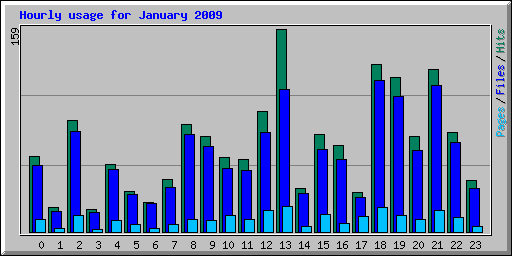 Hourly usage for January 2009
159
Pages/Files/Hits
0 1 2 3 4 5 6 7 8 9 10 11 12 13 14 15 16 17 18 19 20 21 22 23